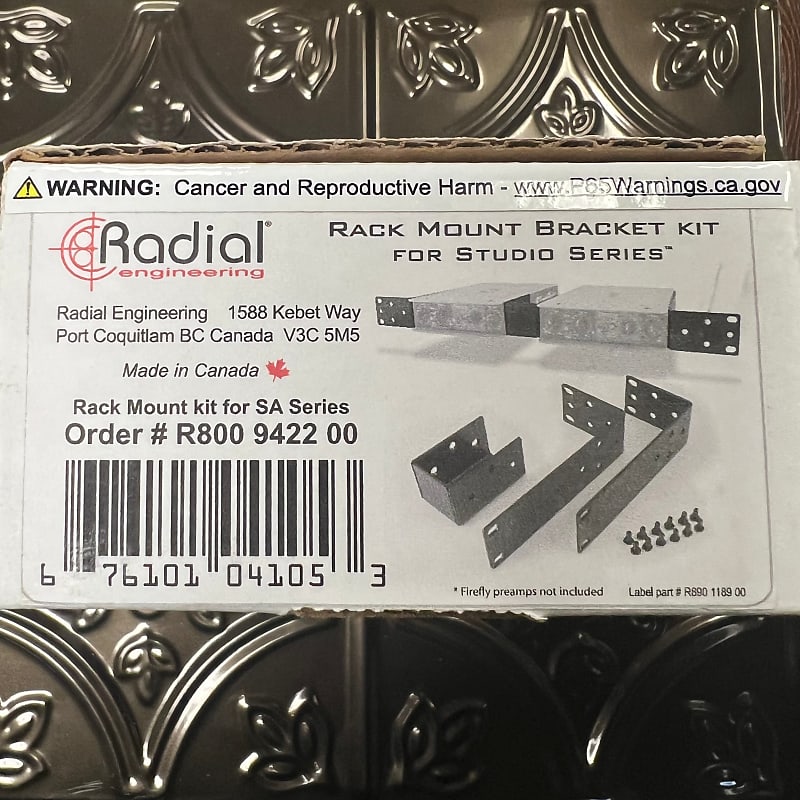 WARNING: Cancer and Reproductive Harm - www.P65Warnings.ca.gov
Radial®
engineering
RACK MOUNT BRACKET KIT
FOR STUDIO SERIES™
Radial Engineering 1588 Kebet Way
Port Coquitlam BC Canada V3C 5M5
Made in Canada
Rack Mount kit for SA Series
Order # R800 9422 00
6 76101 04105 3
* Firefly preamps not included
Label part # R890 1189 00